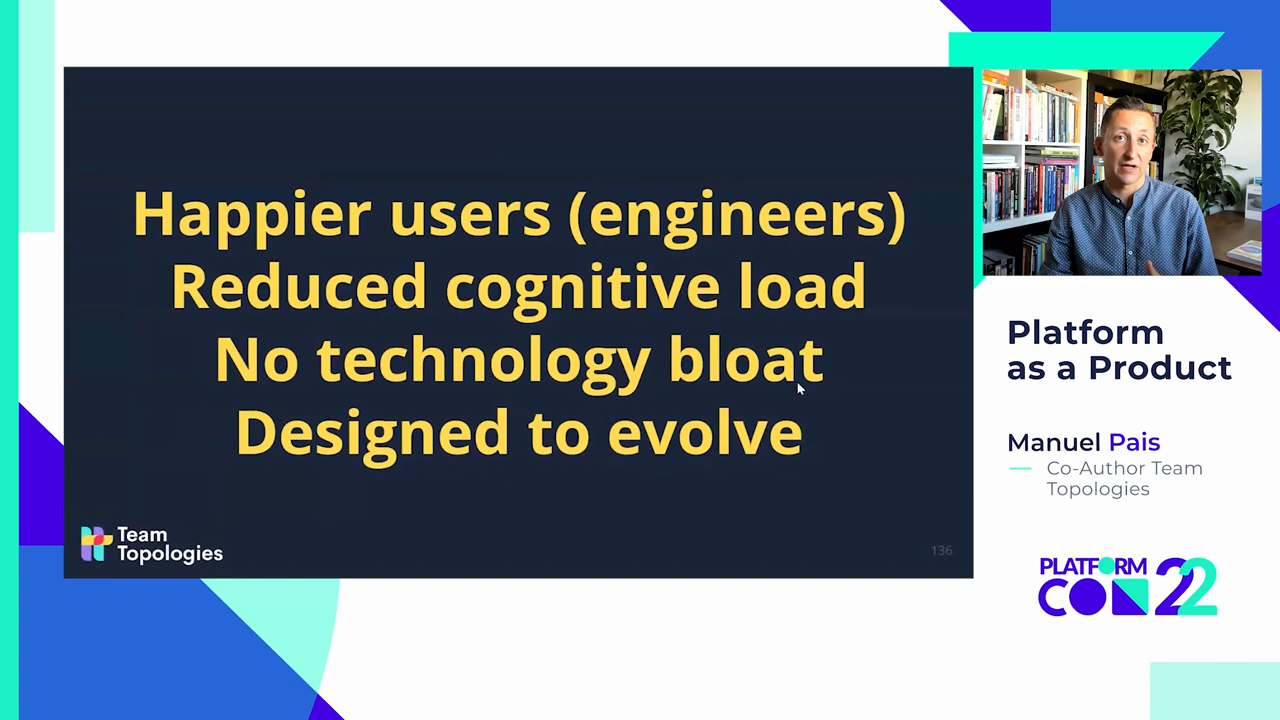 Happier users (engineers)
Reduced cognitive load
No technology bloat
Designed to evolve
Team
Topologies
136
Platform
as a Product
Manuel Pais
Co-Author Team
Topologies
PLATFORM
CON 22